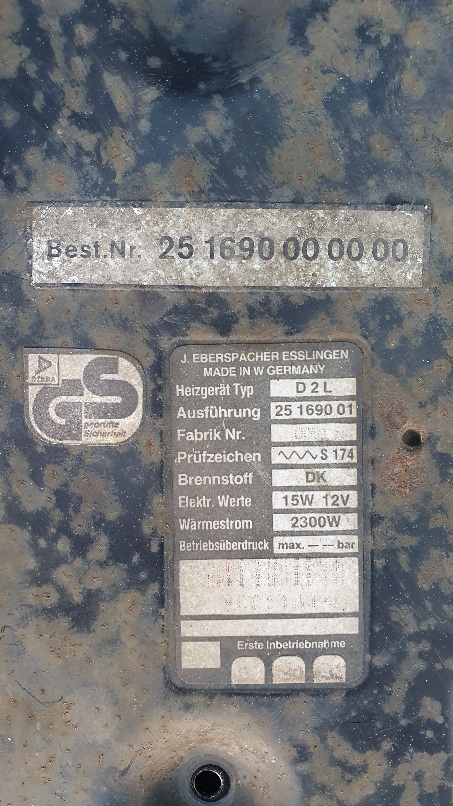 Best.Nr. 25 1690 00 00 00
DEKRA
GS
geprüfte
Sicherheit
J. EBERSPÄCHER ESSLINGEN
MADE IN W GERMANY
Heizgerät Typ D 2 L
Ausführung 25 1690 01
Fabrik Nr.
Prüfzeichen S 174
Brennstoff DK
Elektr. Werte 15W 12V
Wärmestrom 2300W
Betriebsüberdruck max. — — bar
Erste Inbetriebnahme